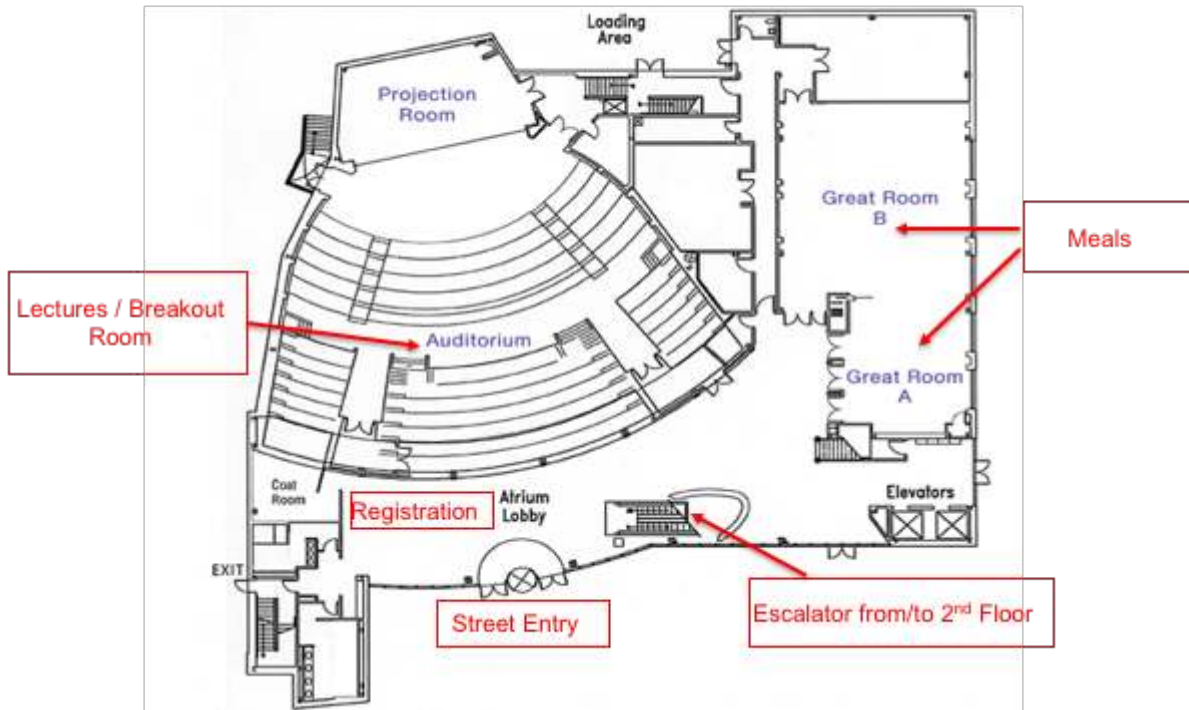 Loading
Area
Projection
Room
Great Room
B
Meals
Lectures / Breakout
Room
Auditorium
Great Room
A
Coat
Room
Registration
Atrium
Lobby
Elevators
EXIT
Street Entry
Escalator from/to 2nd Floor